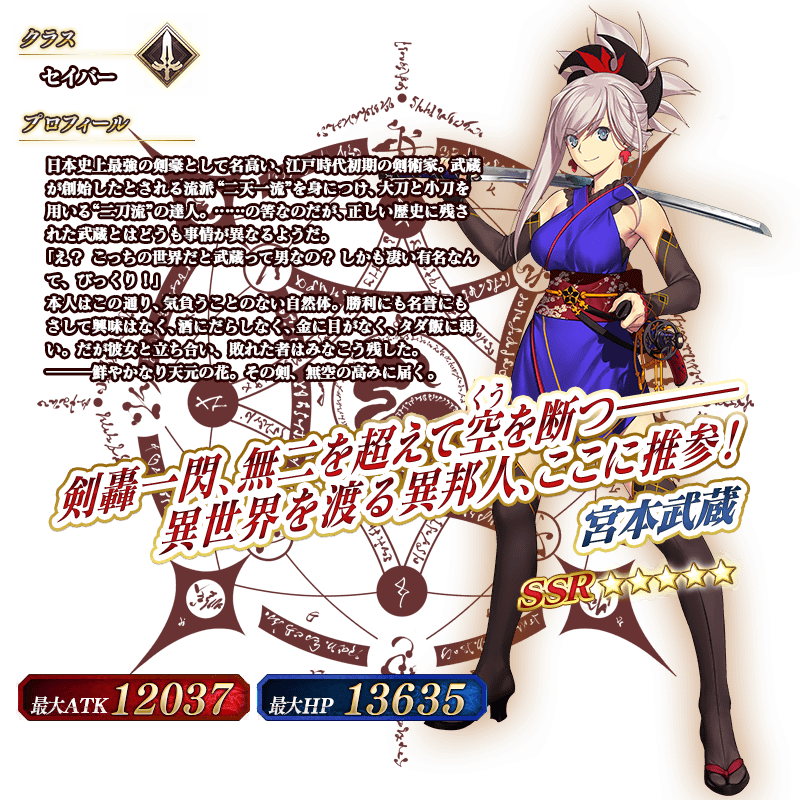 クラス
セイバー
プロフィール
日本史上最強の剣豪として名高い、江戸時代初期の剣術家。武蔵
が創始したとされる流派“二天一流”を身につけ、大刀と小刀を
用いる“二刀流”の達人。……の筈なのだが、正しい歴史に残さ
れた武蔵とはどうも事情が異なるようだ。
「え？ こっちの世界だと武蔵って男なの？ しかも凄い有名なん
て、びっくり！」
本人はこの通り、気負うことのない自然体。勝利にも名誉にも
さして興味はなく、酒にだらしなく、金に目がなく、タダ飯に弱
い。だが彼女と立ち合い、敗れた者はみなこう残した。
―――鮮やかなり天元の花。その剣、無空の高みに届く。
くう
剣轟一閃、無二を超えて空を断つ――
異世界を渡る異邦人、ここに推参！
宮本武蔵
SSR ★★★★★
最大ATK 12037
最大HP 13635